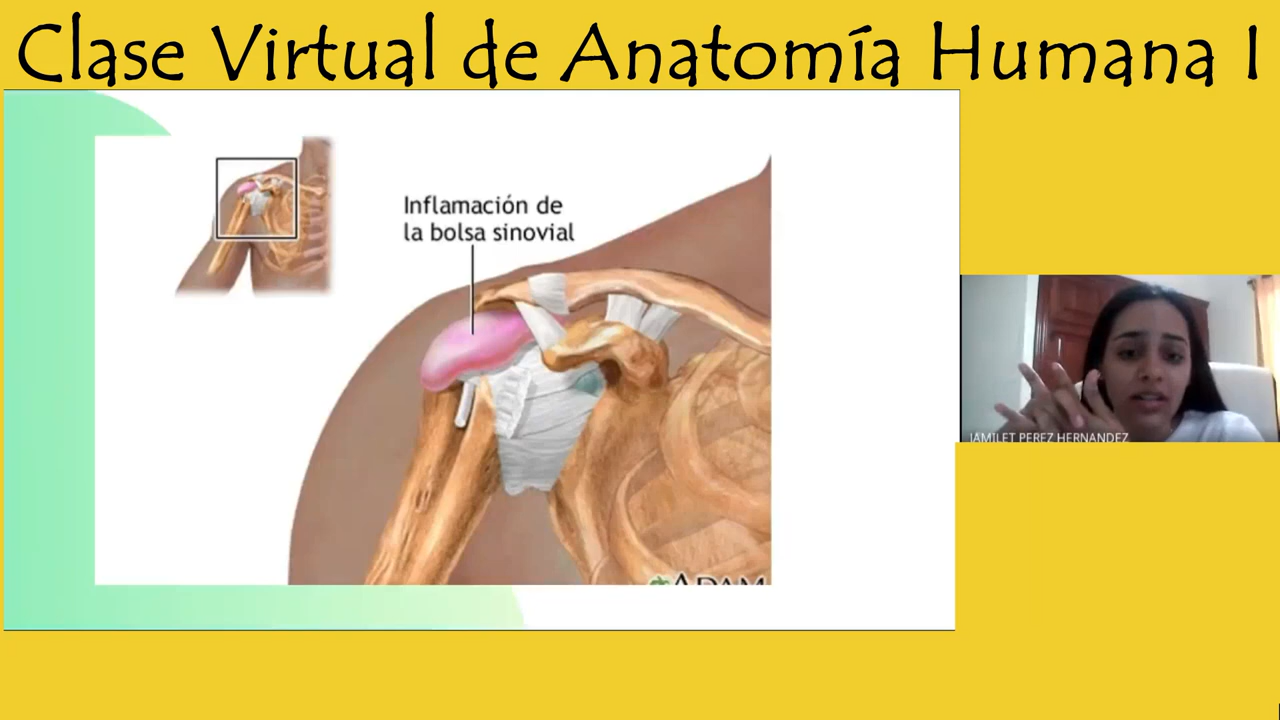 Clase Virtual de Anatomía Humana I
Inflamación de
la bolsa sinovial
JAMILET PEREZ HERNANDEZ
ADAM